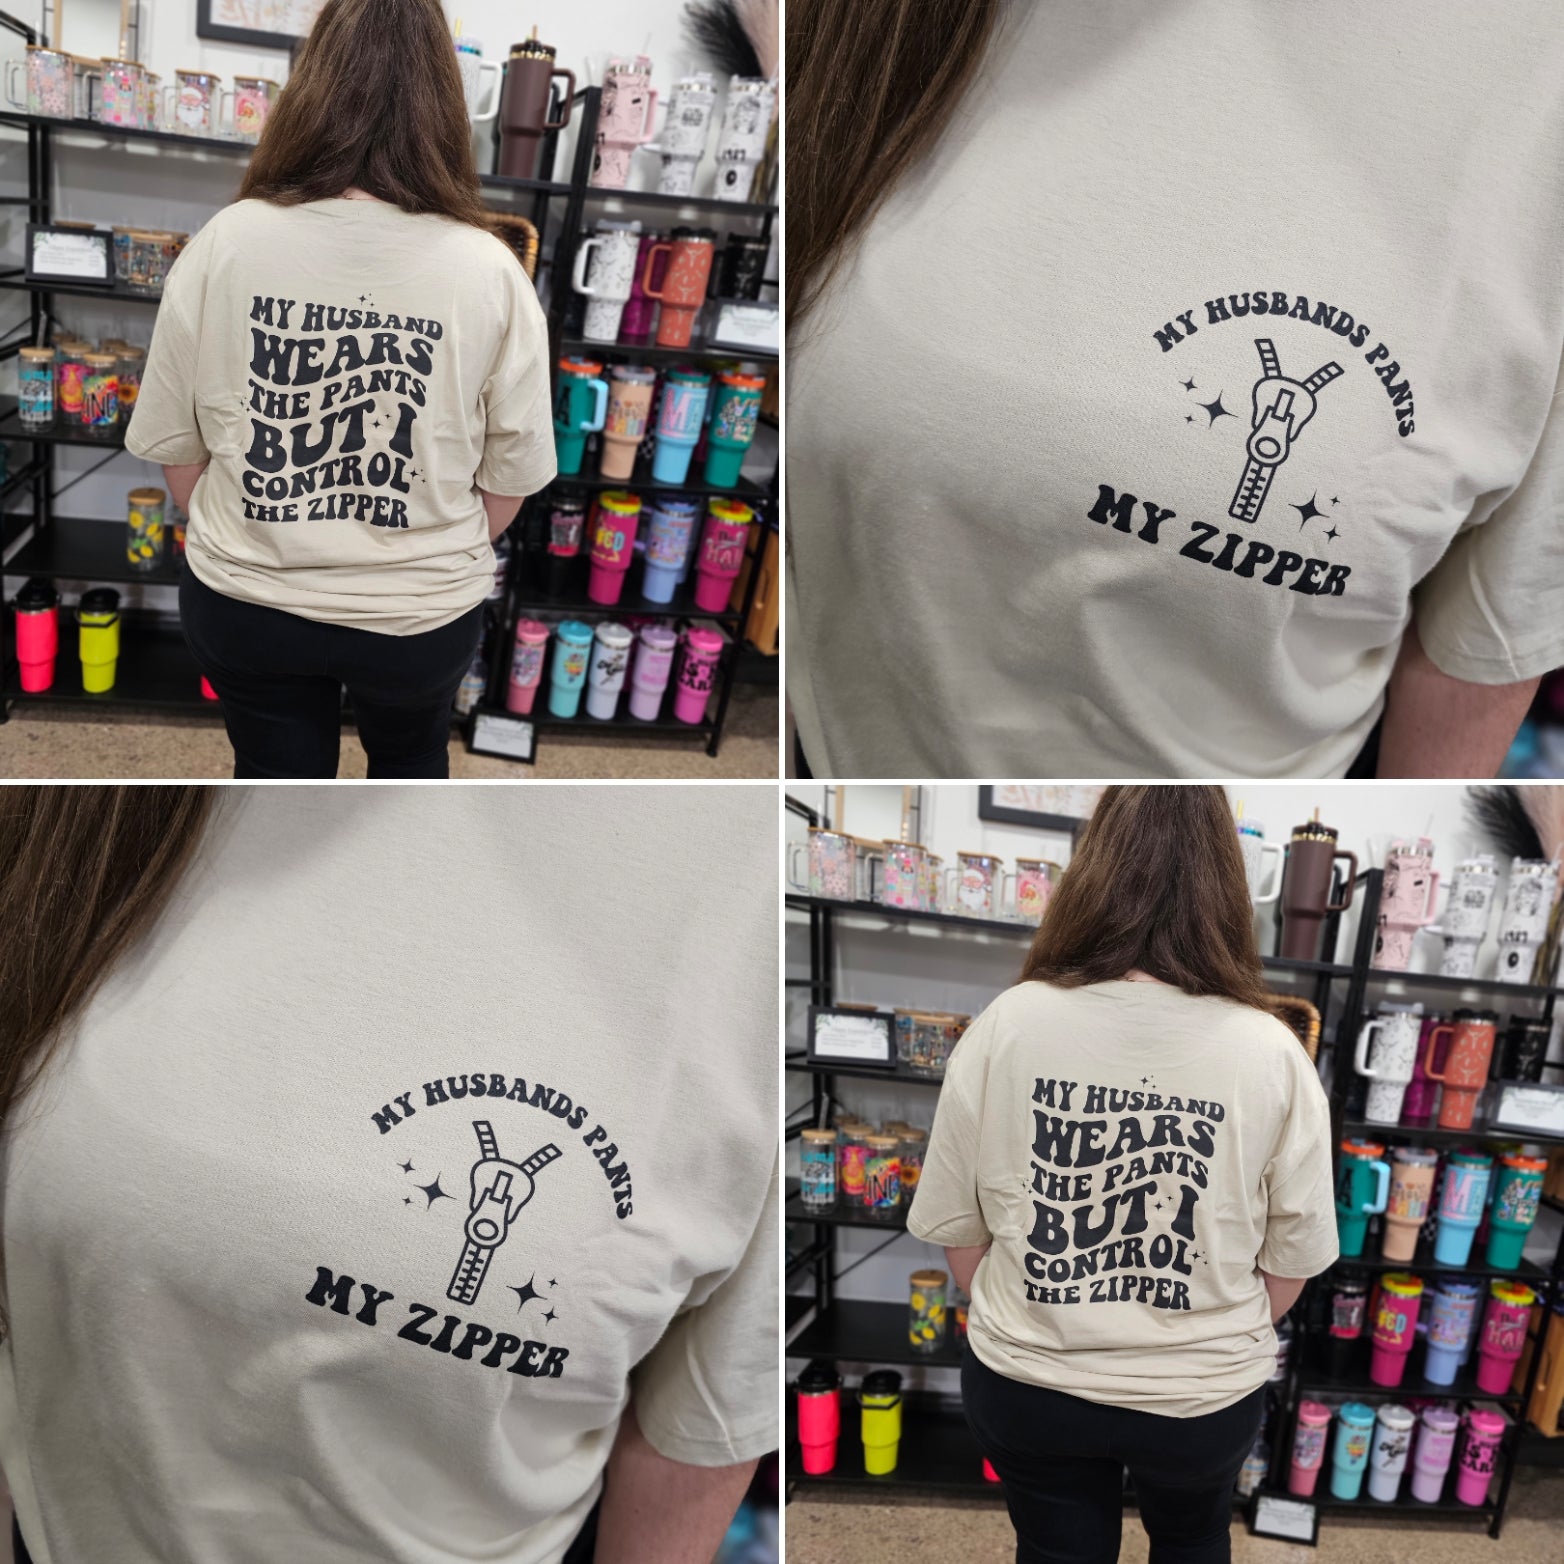 MY HUSBAND
WEARS
THE PANTS
BUT I
CONTROL
THE ZIPPER
MY HUSBANDS PANTS
MY ZIPPER
MY HUSBANDS PANTS
MY ZIPPER
MY HUSBAND
WEARS
THE PANTS
BUT I
CONTROL
THE ZIPPER